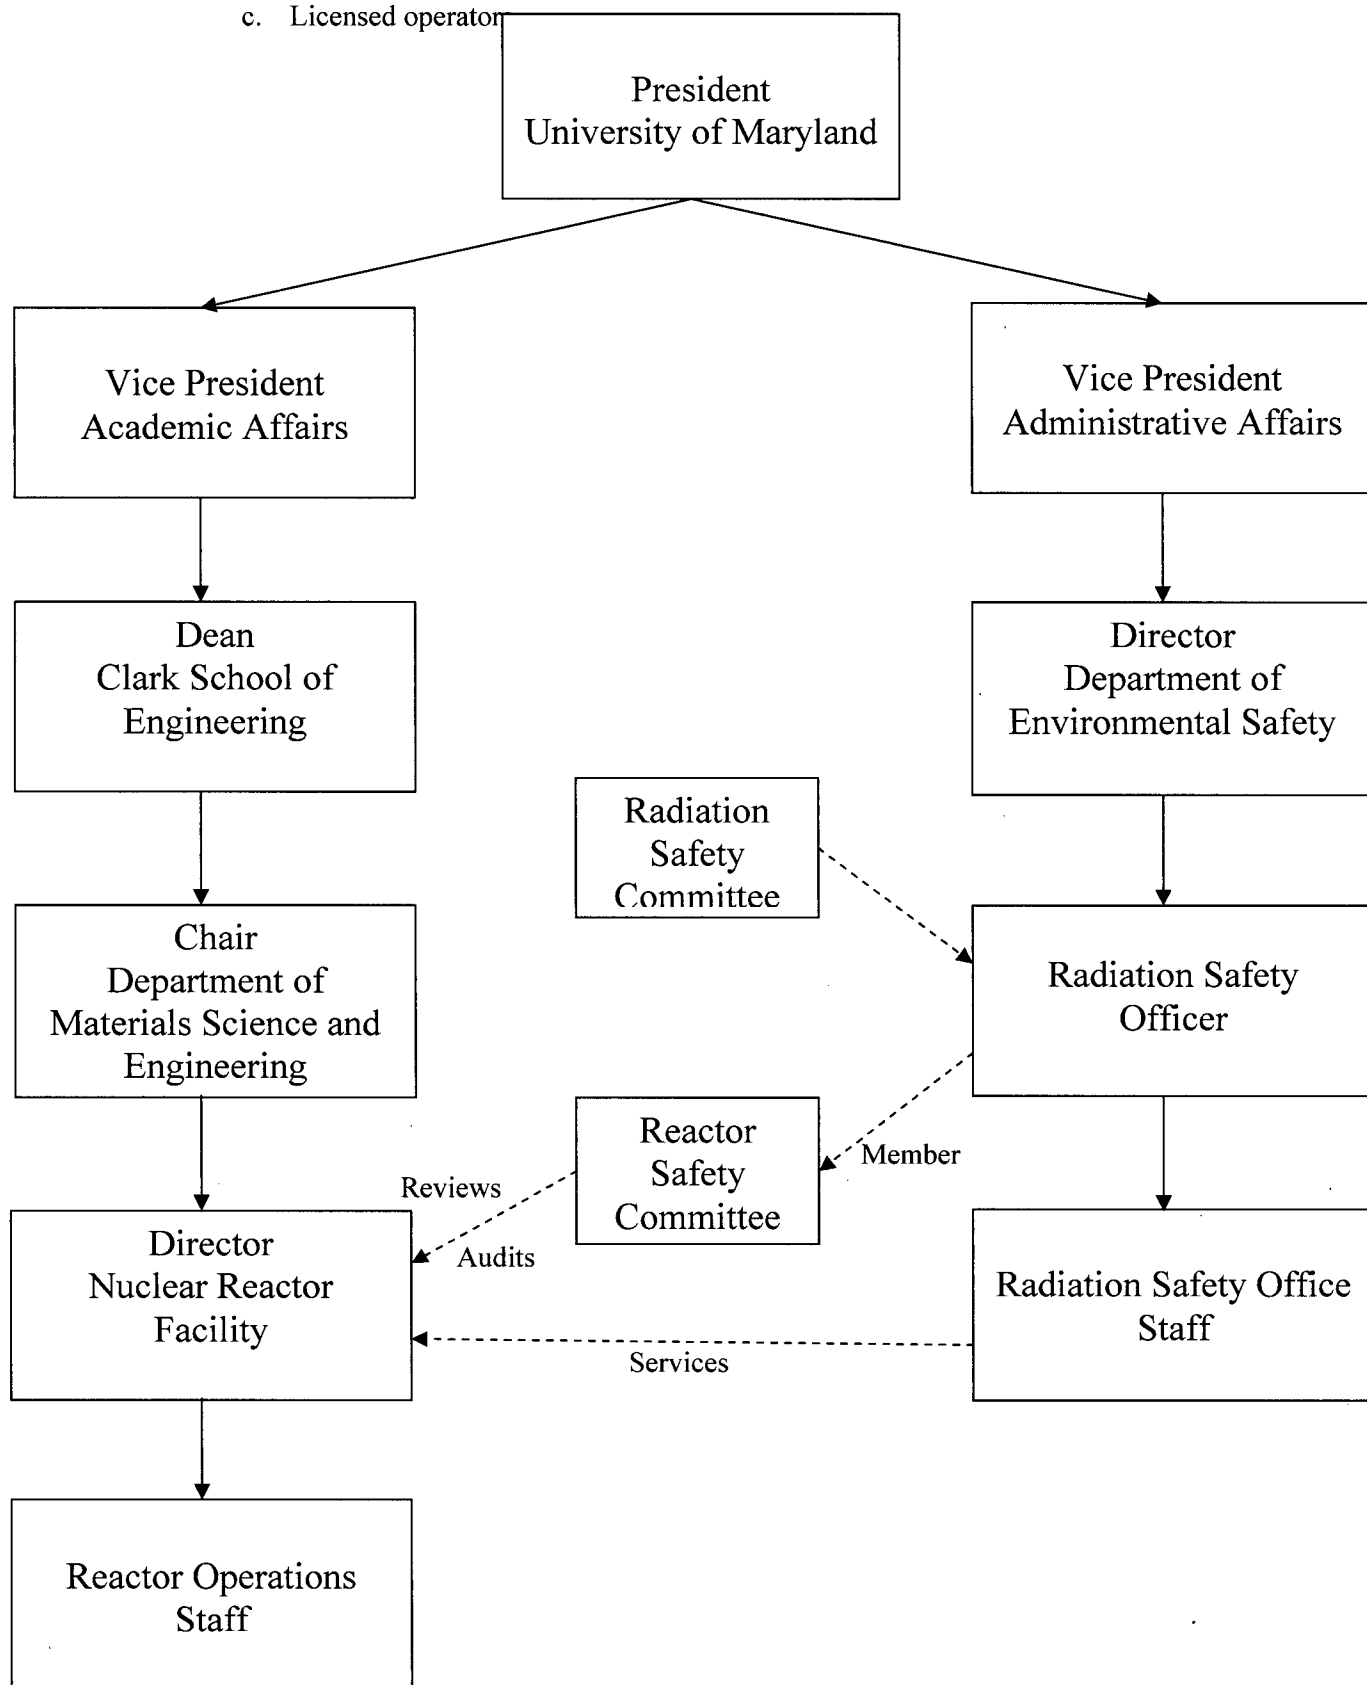 c. Licensed operators
President
University of Maryland
Vice President
Academic Affairs
Vice President
Administrative Affairs
Dean
Clark School of
Engineering
Director
Department of
Environmental Safety
Radiation
Safety
Committee
Chair
Department of
Materials Science and
Engineering
Radiation Safety
Officer
Reactor
Safety
Committee
Member
Reviews
Audits
Director
Nuclear Reactor
Facility
Radiation Safety Office
Staff
Services
Reactor Operations
Staff